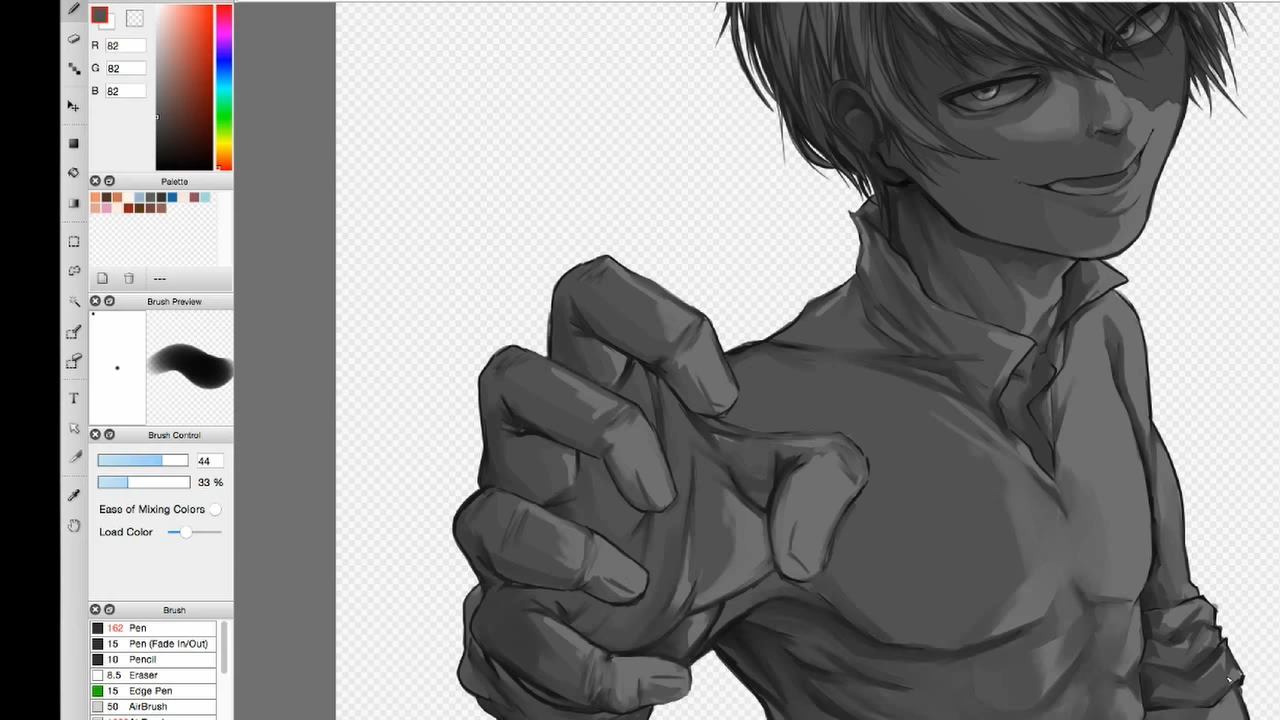 R 82
G 82
B 82
Palette
---
Brush Preview
Brush Control
44
33 %
Ease of Mixing Colors
Load Color
T
Brush
162 Pen
15 Pen (Fade In/Out)
10 Pencil
8.5 Eraser
15 Edge Pen
50 AirBrush